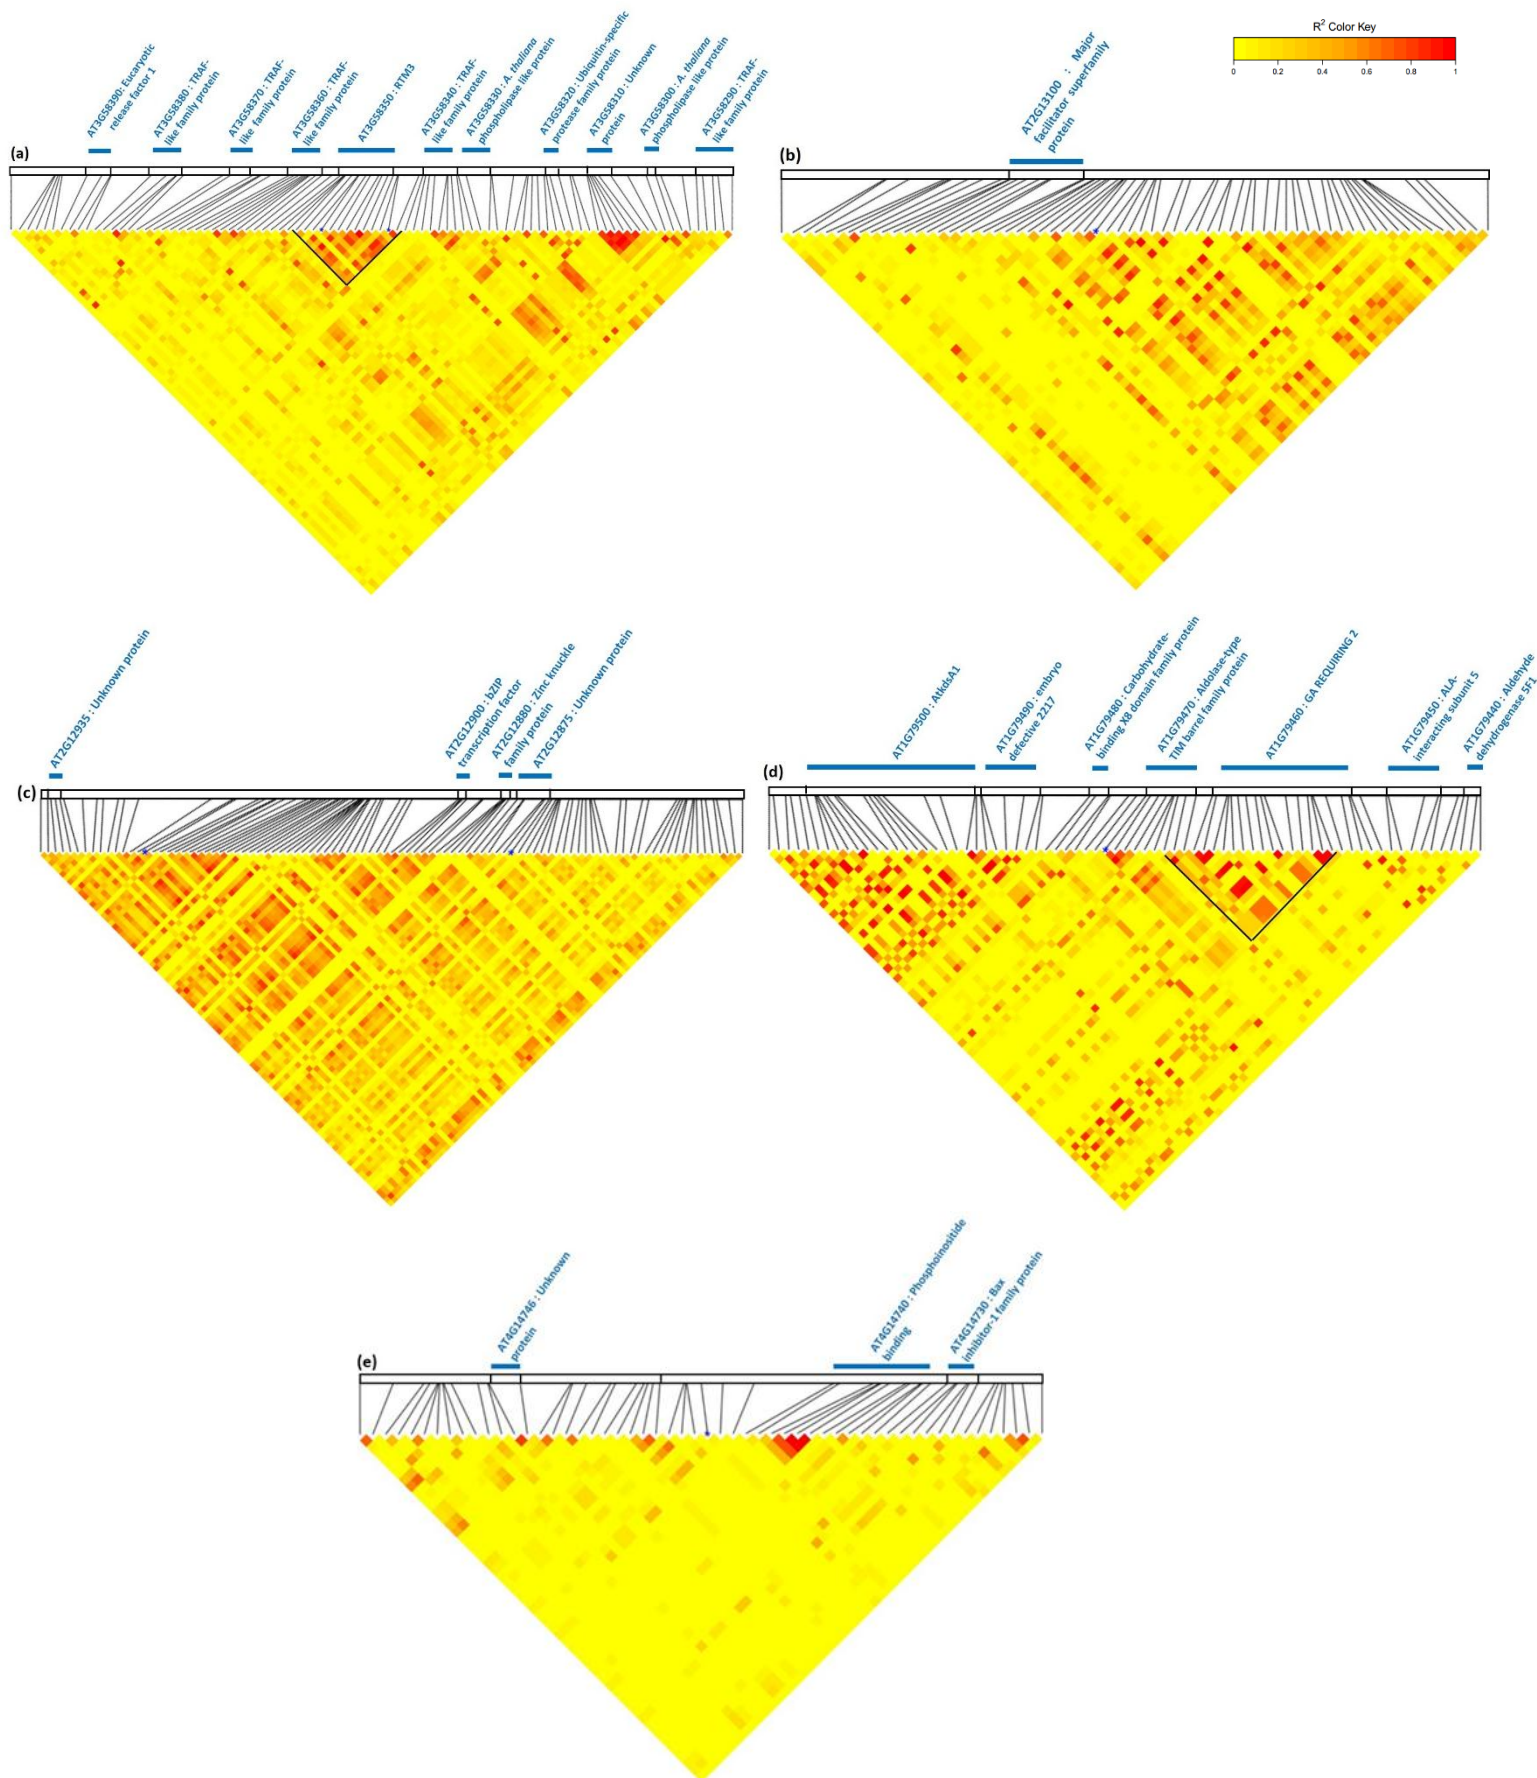 R2 Color Key
0 0.2 0.4 0.6 0.8 1
(a)
AT3G58390: Eucaryotic
release factor 1
AT3G58380 : TRAF-
like family protein
AT3G58370 : TRAF-
like family protein
AT3G58360 : TRAF-
like family protein
AT3G58350 : RTM3
AT3G58340 : TRAF-
like family protein
AT3G58330 : A. thaliana
phospholipase like protein
AT3G58320 : Ubiquitin-specific
protease family protein
AT3G58310 : Unknown
protein
AT3G58300 : A. thaliana
phospholipase like protein
AT3G58290 : TRAF-
like family protein
(b)
AT2G13100 : Major
facilitator superfamily
protein
(c)
AT2G12935 : Unknown protein
AT2G12900 : bZIP
transcription factor
AT2G12880 : Zinc knuckle
family protein
AT2G12875 : Unknown protein
(d)
AT1G79500 : AtkdsA1
AT1G79490 : embryo
defective 2217
AT1G79480 : Carbohydrate-
binding X8 domain family protein
AT1G79470 : Aldolase-type
TIM barrel family protein
AT1G79460 : GA REQUIRING 2
AT1G79450 : ALA-
interacting subunit 5
AT1G79440 : Aldehyde
dehydrogenase 5F1
(e)
AT4G14746 : Unknown
protein
AT4G14740 : Phosphoinositide
binding
AT4G14730 : Bax
inhibitor-1 family protein